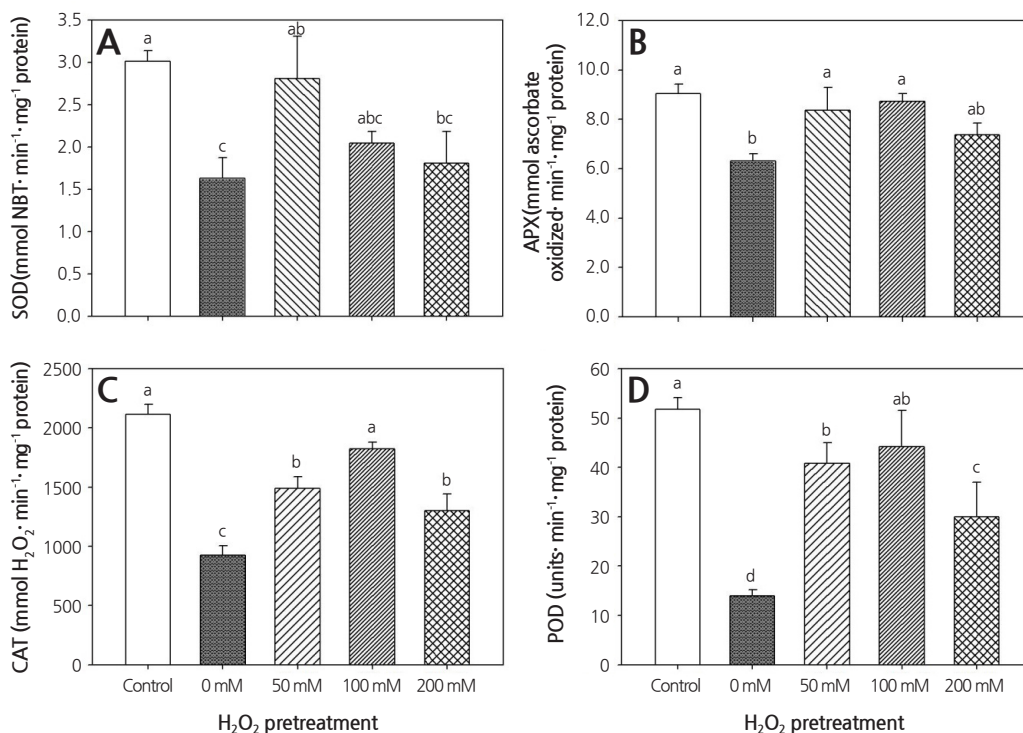 A
SOD(mmol NBT· min⁻¹·mg⁻¹ protein)
3.5
3.0
2.5
2.0
1.5
1.0
0.5
0.0
a
c
ab
abc
bc
B
APX(mmol ascorbate
oxidized· min⁻¹·mg⁻¹ protein)
12.0
10.0
8.0
6.0
4.0
2.0
0.0
a
b
a
a
ab
C
CAT (mmol H₂O₂· min⁻¹·mg⁻¹ protein)
2500
2000
1500
1000
500
0
a
c
b
a
b
Control 0 mM 50 mM 100 mM 200 mM
H₂O₂ pretreatment
D
POD (units· min⁻¹·mg⁻¹ protein)
60
50
40
30
20
10
0
a
d
b
ab
c
Control 0 mM 50 mM 100 mM 200 mM
H₂O₂ pretreatment